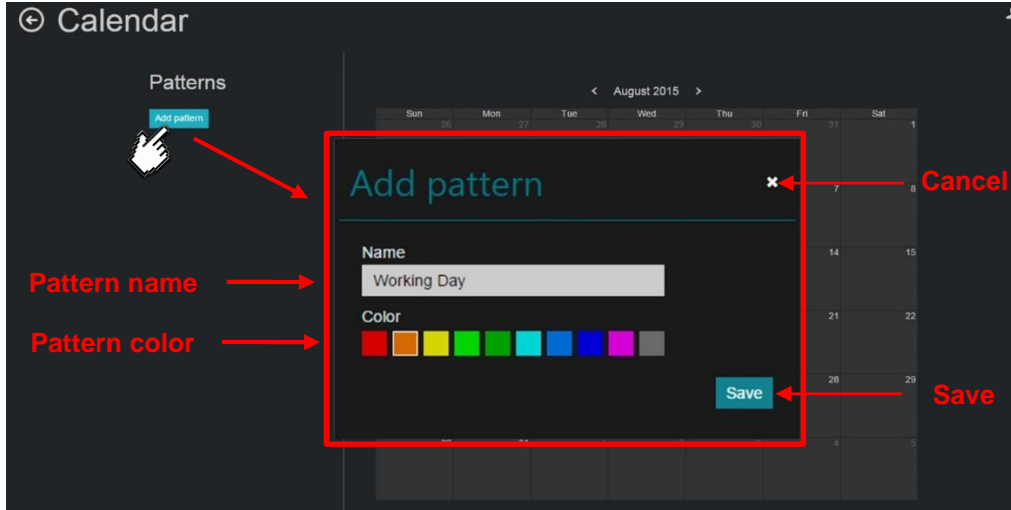 Calendar
Patterns
Add pattern
< August 2015 >
Sun Mon Tue Wed Thu Fri Sat
26 27 28 29 30 31 1
Add pattern
7 8
Cancel
Name
14 15
Working Day
Pattern name
Color
21 22
Pattern color
28 29
Save
Save
4 5